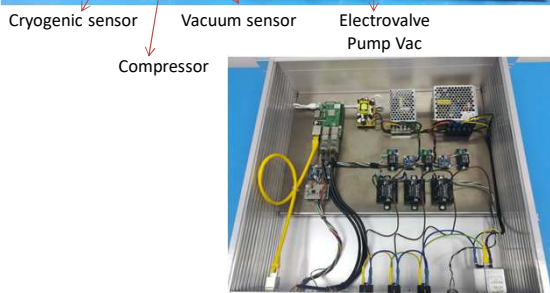 Cryogenic sensor
Vacuum sensor
Electrovalve
Pump Vac
Compressor